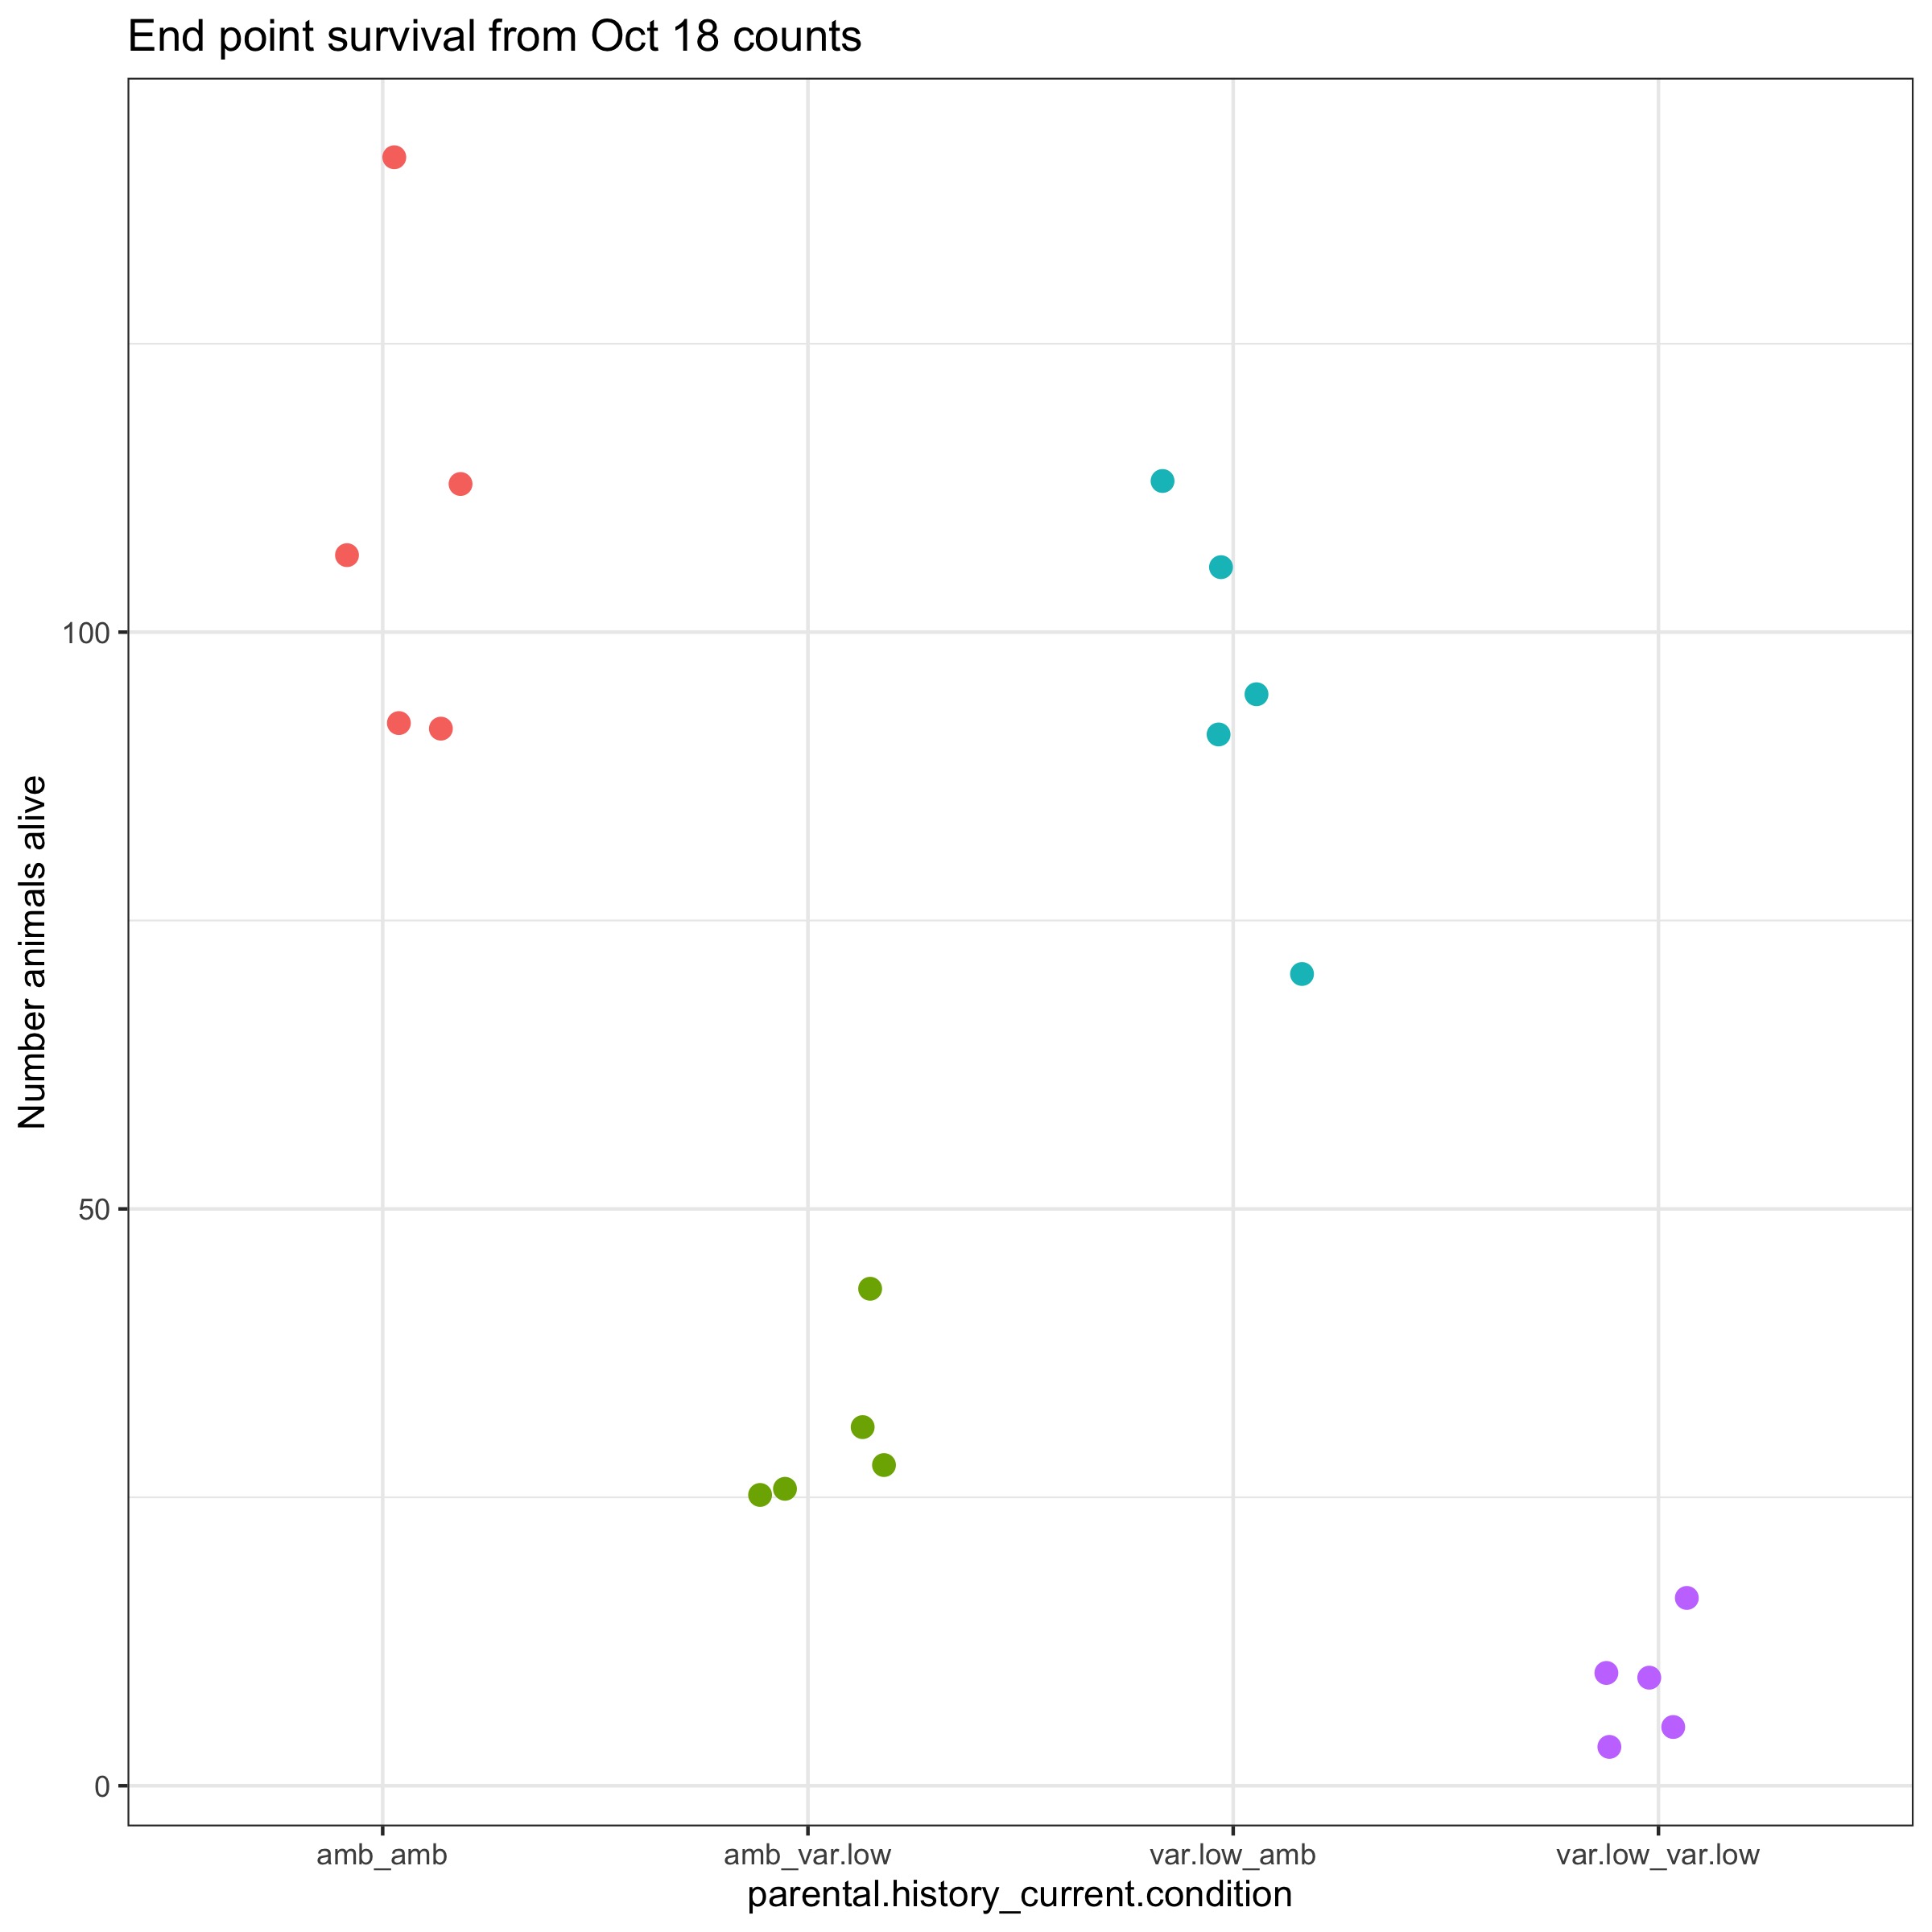 End point survival from Oct 18 counts
Number animals alive
100
50
0
amb_amb
amb_var.low
var.low_amb
var.low_var.low
parental.history_current.condition